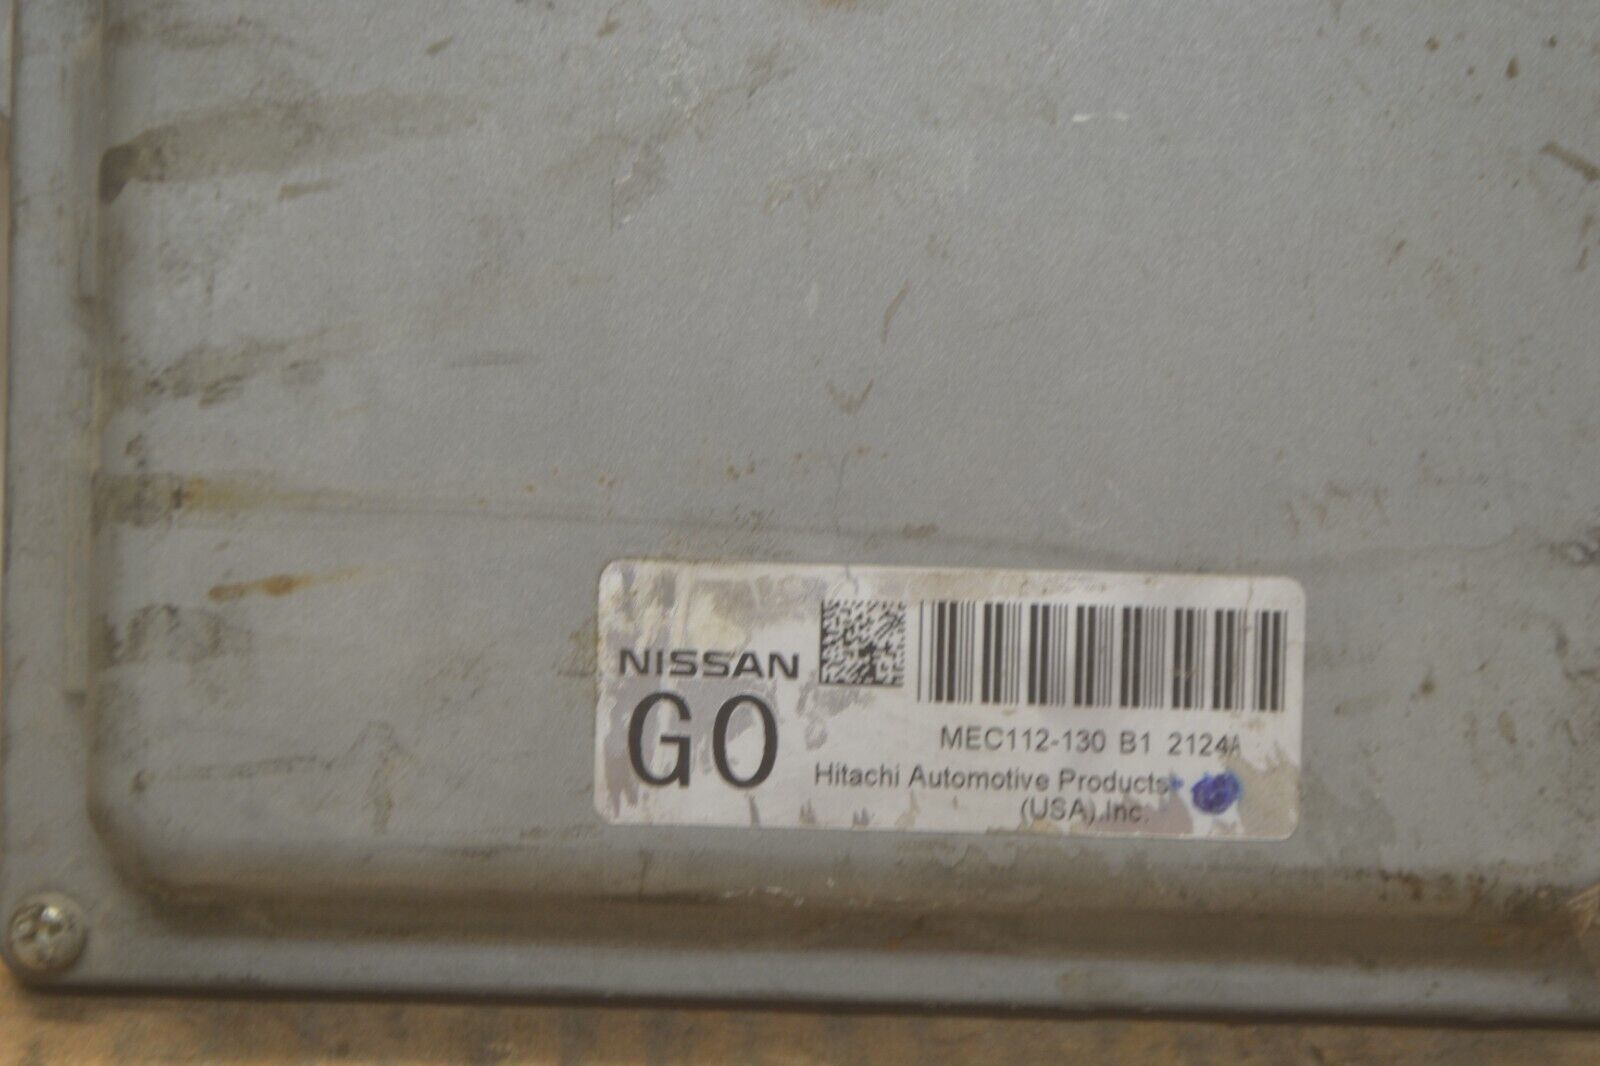 NISSAN
GO
MEC112-130 B1 2124A
Hitachi Automotive Products
(USA).Inc.